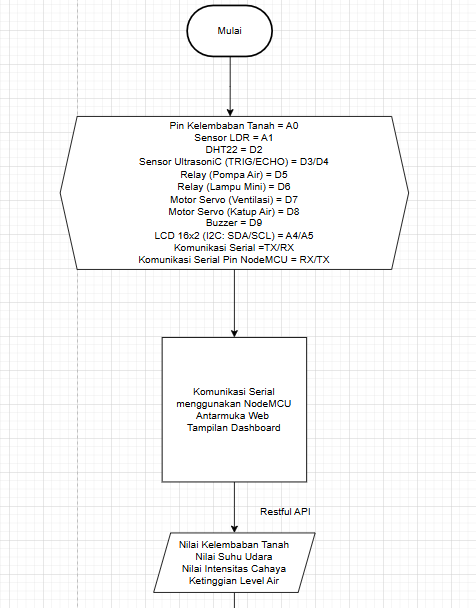 Mulai
Pin Kelembaban Tanah = A0
Sensor LDR = A1
DHT22 = D2
Sensor UltrasoniC (TRIG/ECHO) = D3/D4
Relay (Pompa Air) = D5
Relay (Lampu Mini) = D6
Motor Servo (Ventilasi) = D7
Motor Servo (Katup Air) = D8
Buzzer = D9
LCD 16x2 (I2C: SDA/SCL) = A4/A5
Komunikasi Serial =TX/RX
Komunikasi Serial Pin NodeMCU = RX/TX
Komunikasi Serial
menggunakan NodeMCU
Antarmuka Web
Tampilan Dashboard
Restful API
Nilai Kelembaban Tanah
Nilai Suhu Udara
Nilai Intensitas Cahaya
Ketinggian Level Air